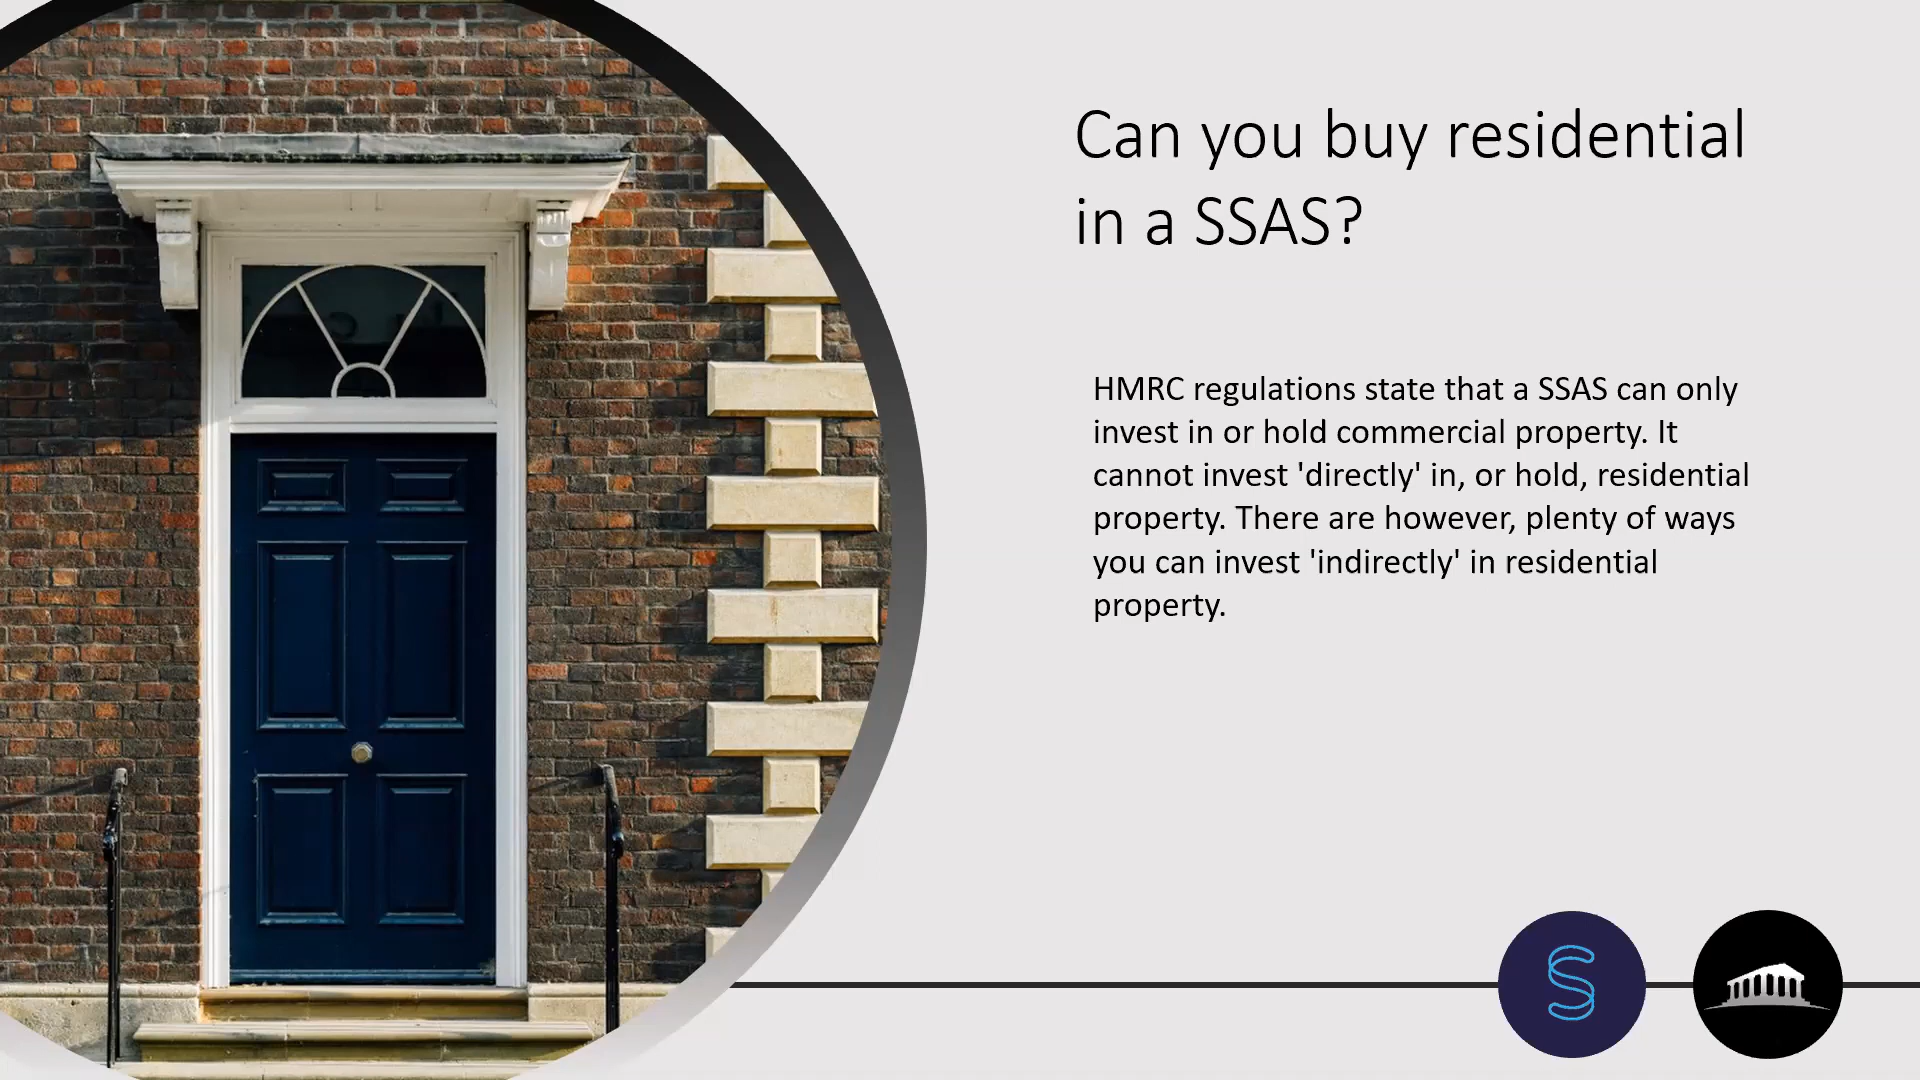 Can you buy residential
in a SSAS?
HMRC regulations state that a SSAS can only
invest in or hold commercial property. It
cannot invest 'directly' in, or hold, residential
property. There are however, plenty of ways
you can invest 'indirectly' in residential
property.